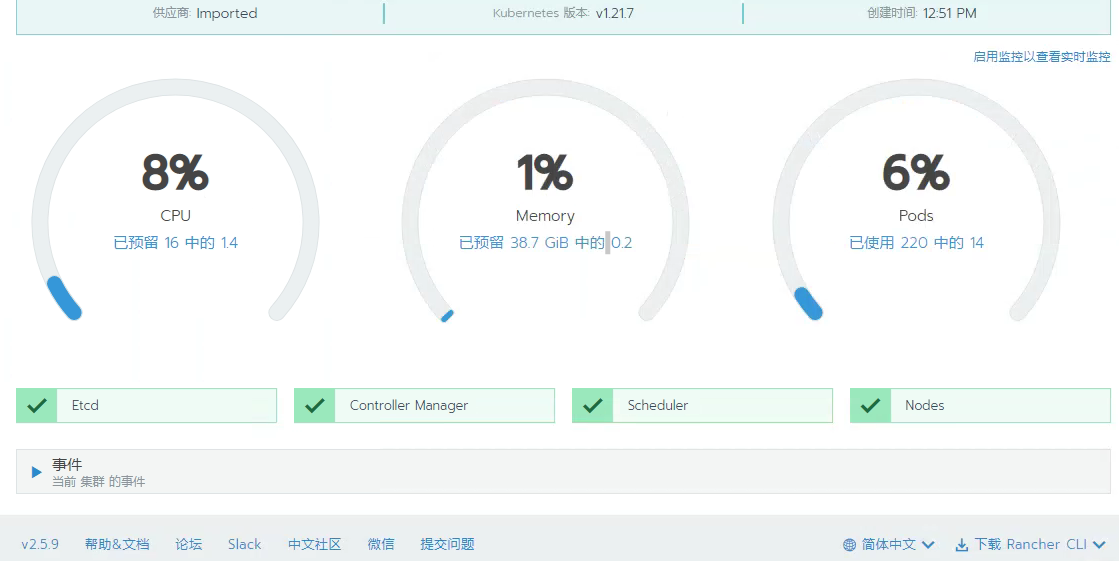 供应商: Imported Kubernetes 版本: v1.21.7 创建时间: 12:51 PM
启用监控以查看实时监控
8% 1% 6%
CPU Memory Pods
已预留 16 中的 1.4 已预留 38.7 GiB 中的 0.2 已使用 220 中的 14
Etcd Controller Manager Scheduler Nodes
事件
当前 集群 的事件
v2.5.9 帮助&文档 论坛 Slack 中文社区 微信 提交问题 简体中文 下载 Rancher CLI